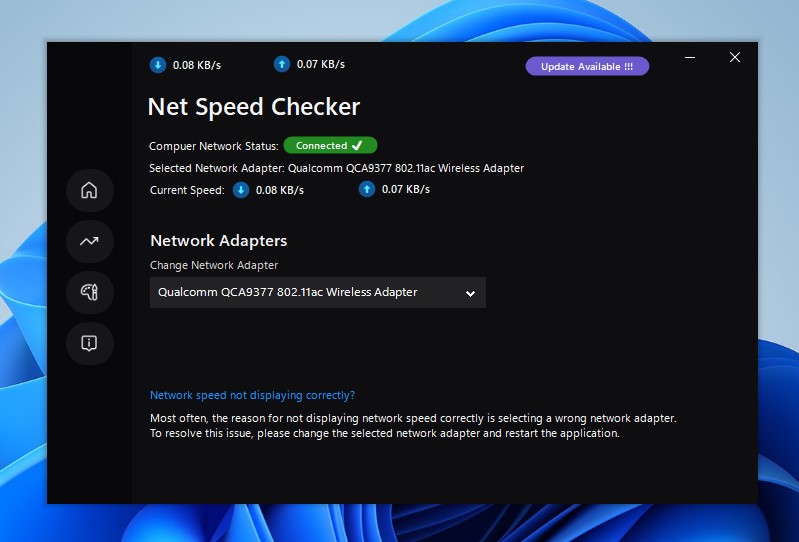 0.08 KB/s 0.07 KB/s Update Available !!!
Net Speed Checker
Compuer Network Status: Connected
Selected Network Adapter: Qualcomm QCA9377 802.11ac Wireless Adapter
Current Speed: 0.08 KB/s 0.07 KB/s
Network Adapters
Change Network Adapter
Qualcomm QCA9377 802.11ac Wireless Adapter
Network speed not displaying correctly?
Most often, the reason for not displaying network speed correctly is selecting a wrong network adapter.
To resolve this issue, please change the selected network adapter and restart the application.